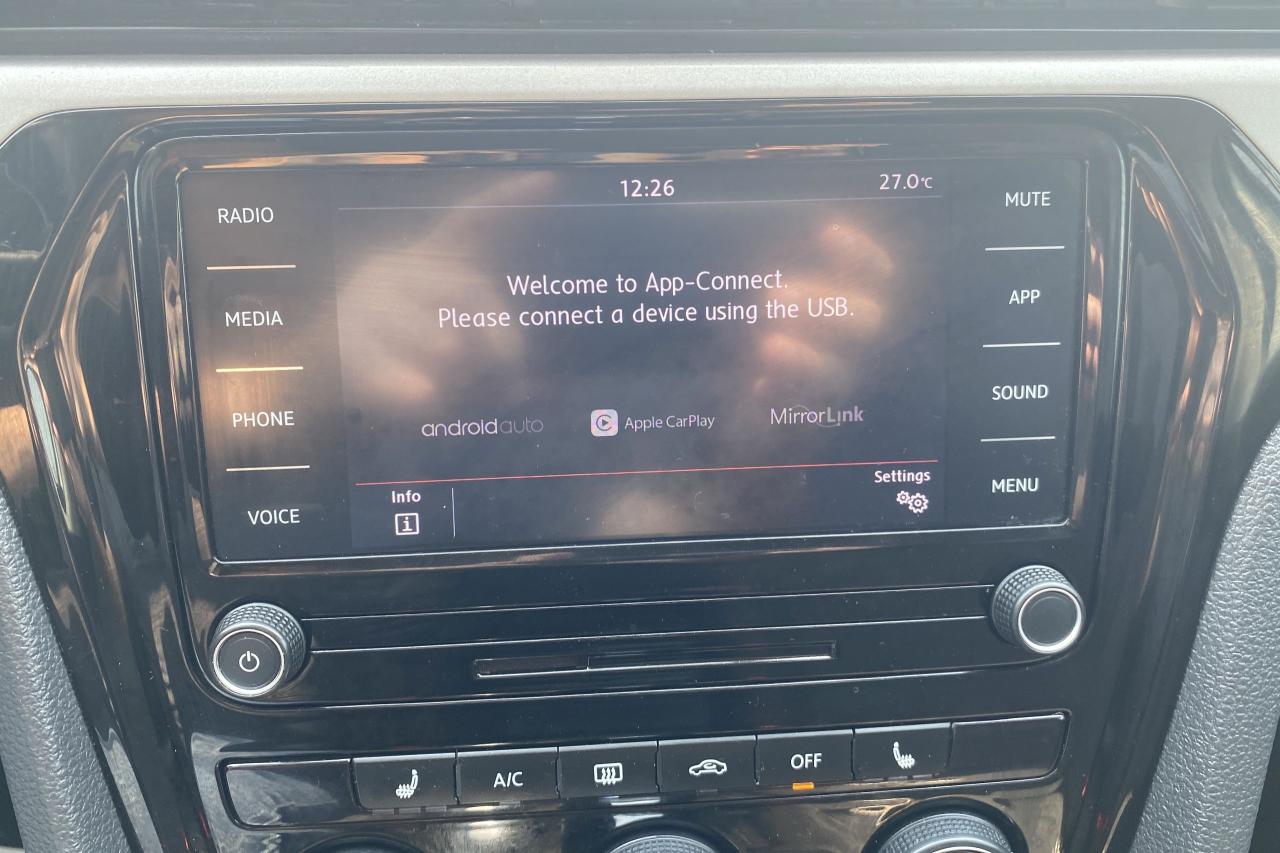 12:26
27.0°C
RADIO
MEDIA
PHONE
VOICE
Welcome to App-Connect.
Please connect a device using the USB.
androidauto
Apple CarPlay
MirrorLink
Info
i
Settings
MUTE
APP
SOUND
MENU
A/C
OFF